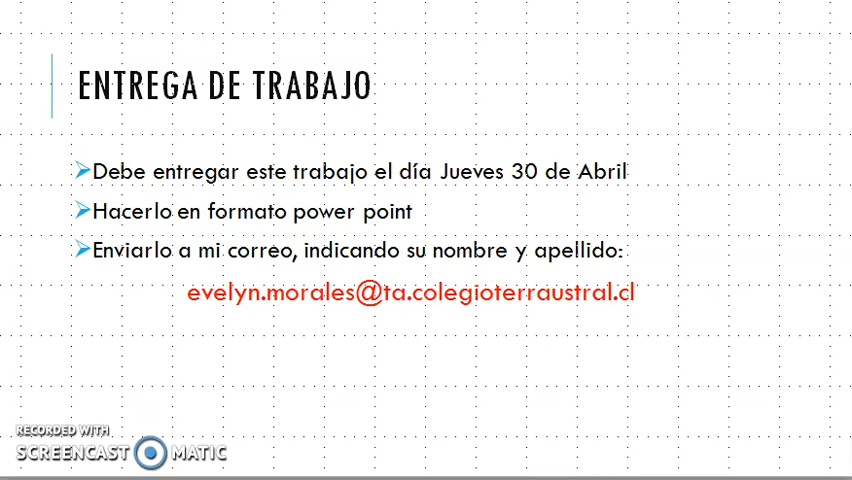 ENTREGA DE TRABAJO
Debe entregar este trabajo el día Jueves 30 de Abril
Hacerlo en formato power point
Enviarlo a mi correo, indicando su nombre y apellido:
evelyn.morales@ta.colegioterraustral.cl
RECORDED WITH
SCREENCAST MATIC